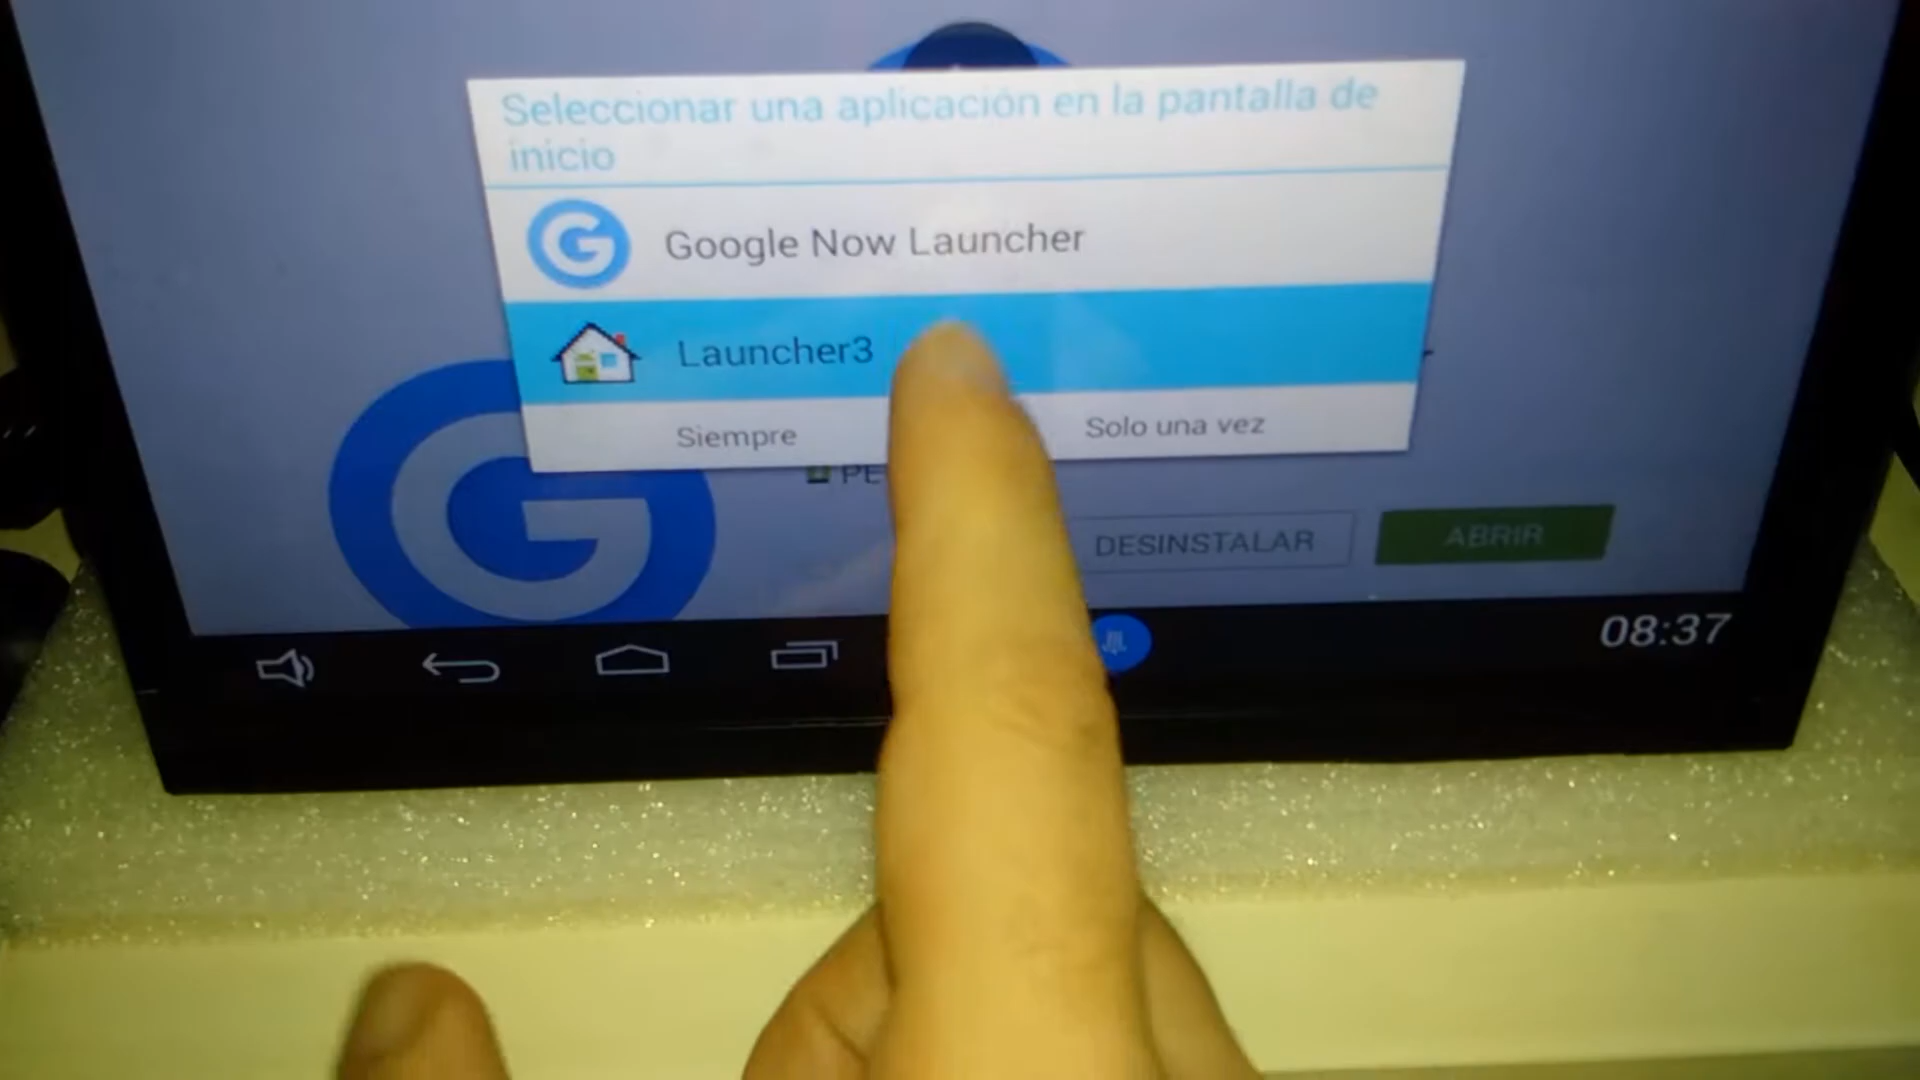 Seleccionar una aplicación en la pantalla de
inicio
Google Now Launcher
Launcher3
Siempre
Solo una vez
PE
DESINSTALAR
ABRIR
08:37